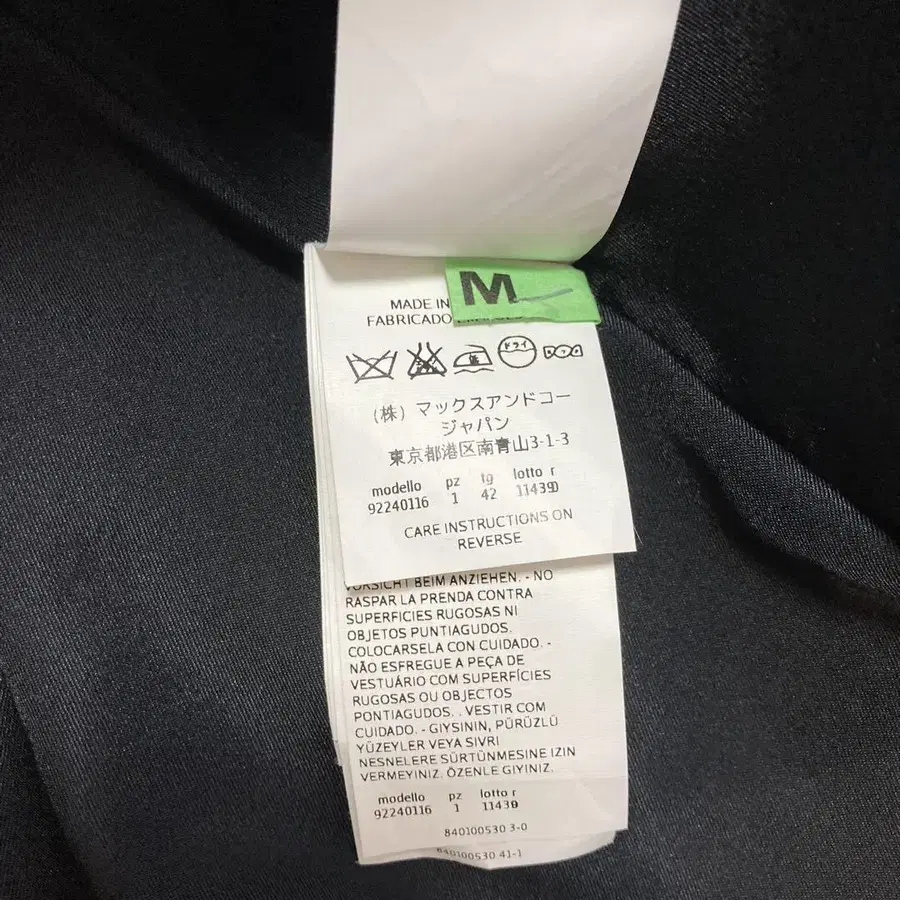 M
MADE IN
FABRICADO
ドライ
(株) マックスアンドコー
ジャパン
東京都港区南青山3-1-3
modello pz tg lotto r
92240116 1 42
CARE INSTRUCTIONS ON
REVERSE
VORSICHT BEIM ANZIEHEN. - NO
RASPAR LA PRENDA CONTRA
SUPERFICIES RUGOSAS NI
OBJETOS PUNTIAGUDOS.
COLOCARSELA CON CUIDADO. -
NÃO ESFREGUE A PEÇA DE
VESTUÁRIO COM SUPERFÍCIES
RUGOSAS OU OBJECTOS
PONTIAGUDOS. . VESTIR COM
CUIDADO. - GIYSININ, PÜRÜZLÜ
YÜZEYLER VEYA SIVRI
NESNELERE SÜRTÜNMESINE IZIN
VERMEYINIZ. ÖZENLE GIYINIZ.
modello pz lotto r
92240116 1
840100530 3-0
840100530 41-1